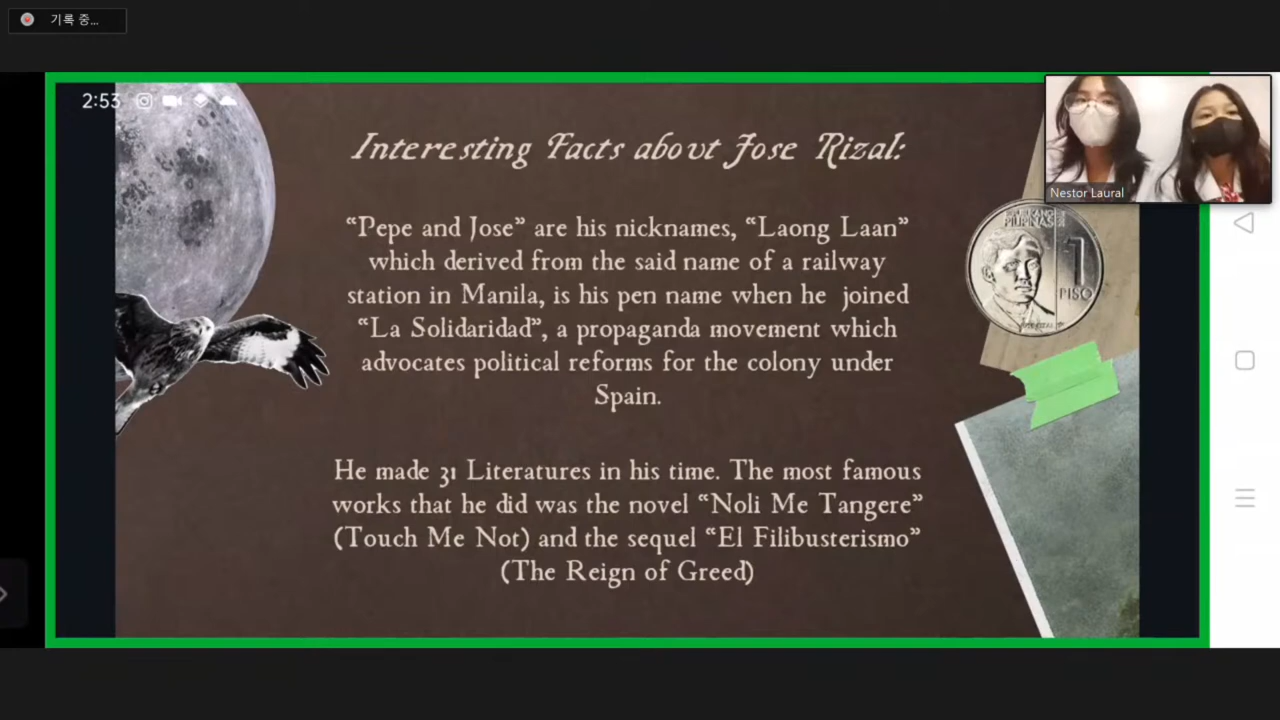 기록 중...
2:53
Interesting Facts about Jose Rizal:
“Pepe and Jose” are his nicknames, “Laong Laan”
which derived from the said name of a railway
station in Manila, is his pen name when he joined
“La Solidaridad”, a propaganda movement which
advocates political reforms for the colony under
Spain.
He made 31 Literatures in his time. The most famous
works that he did was the novel “Noli Me Tangere”
(Touch Me Not) and the sequel “El Filibusterismo”
(The Reign of Greed)
Nestor Laural
PILIPINAS
1
PISO